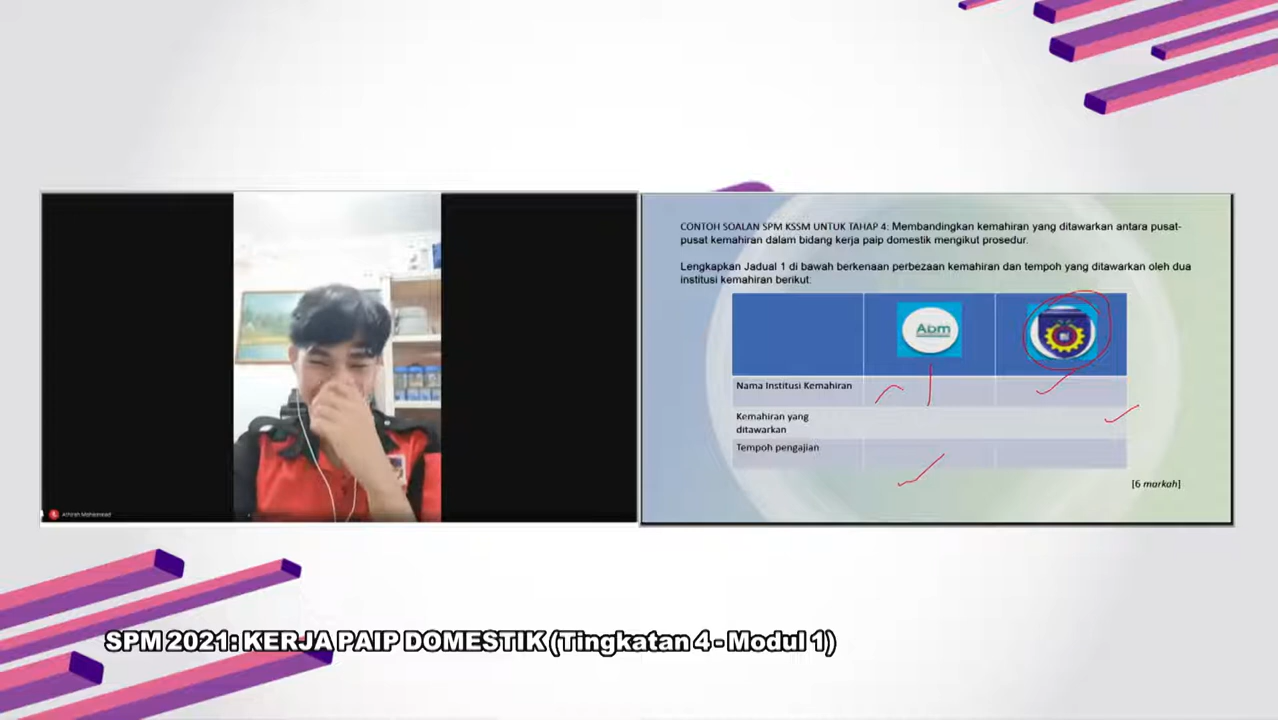 CONTOH SOALAN SPM KSSM UNTUK TAHAP 4: Membandingkan kemahiran yang ditawarkan antara pusat-
pusat kemahiran dalam bidang kerja paip domestik mengikut prosedur.
Lengkapkan Jadual 1 di bawah berkenaan perbezaan kemahiran dan tempoh yang ditawarkan oleh dua
institusi kemahiran berikut:
Abm
Nama Institusi Kemahiran
Kemahiran yang
ditawarkan
Tempoh pengajian
[6 markah]
SPM 2021: KERJA PAIP DOMESTIK (Tingkatan 4 - Modul 1)